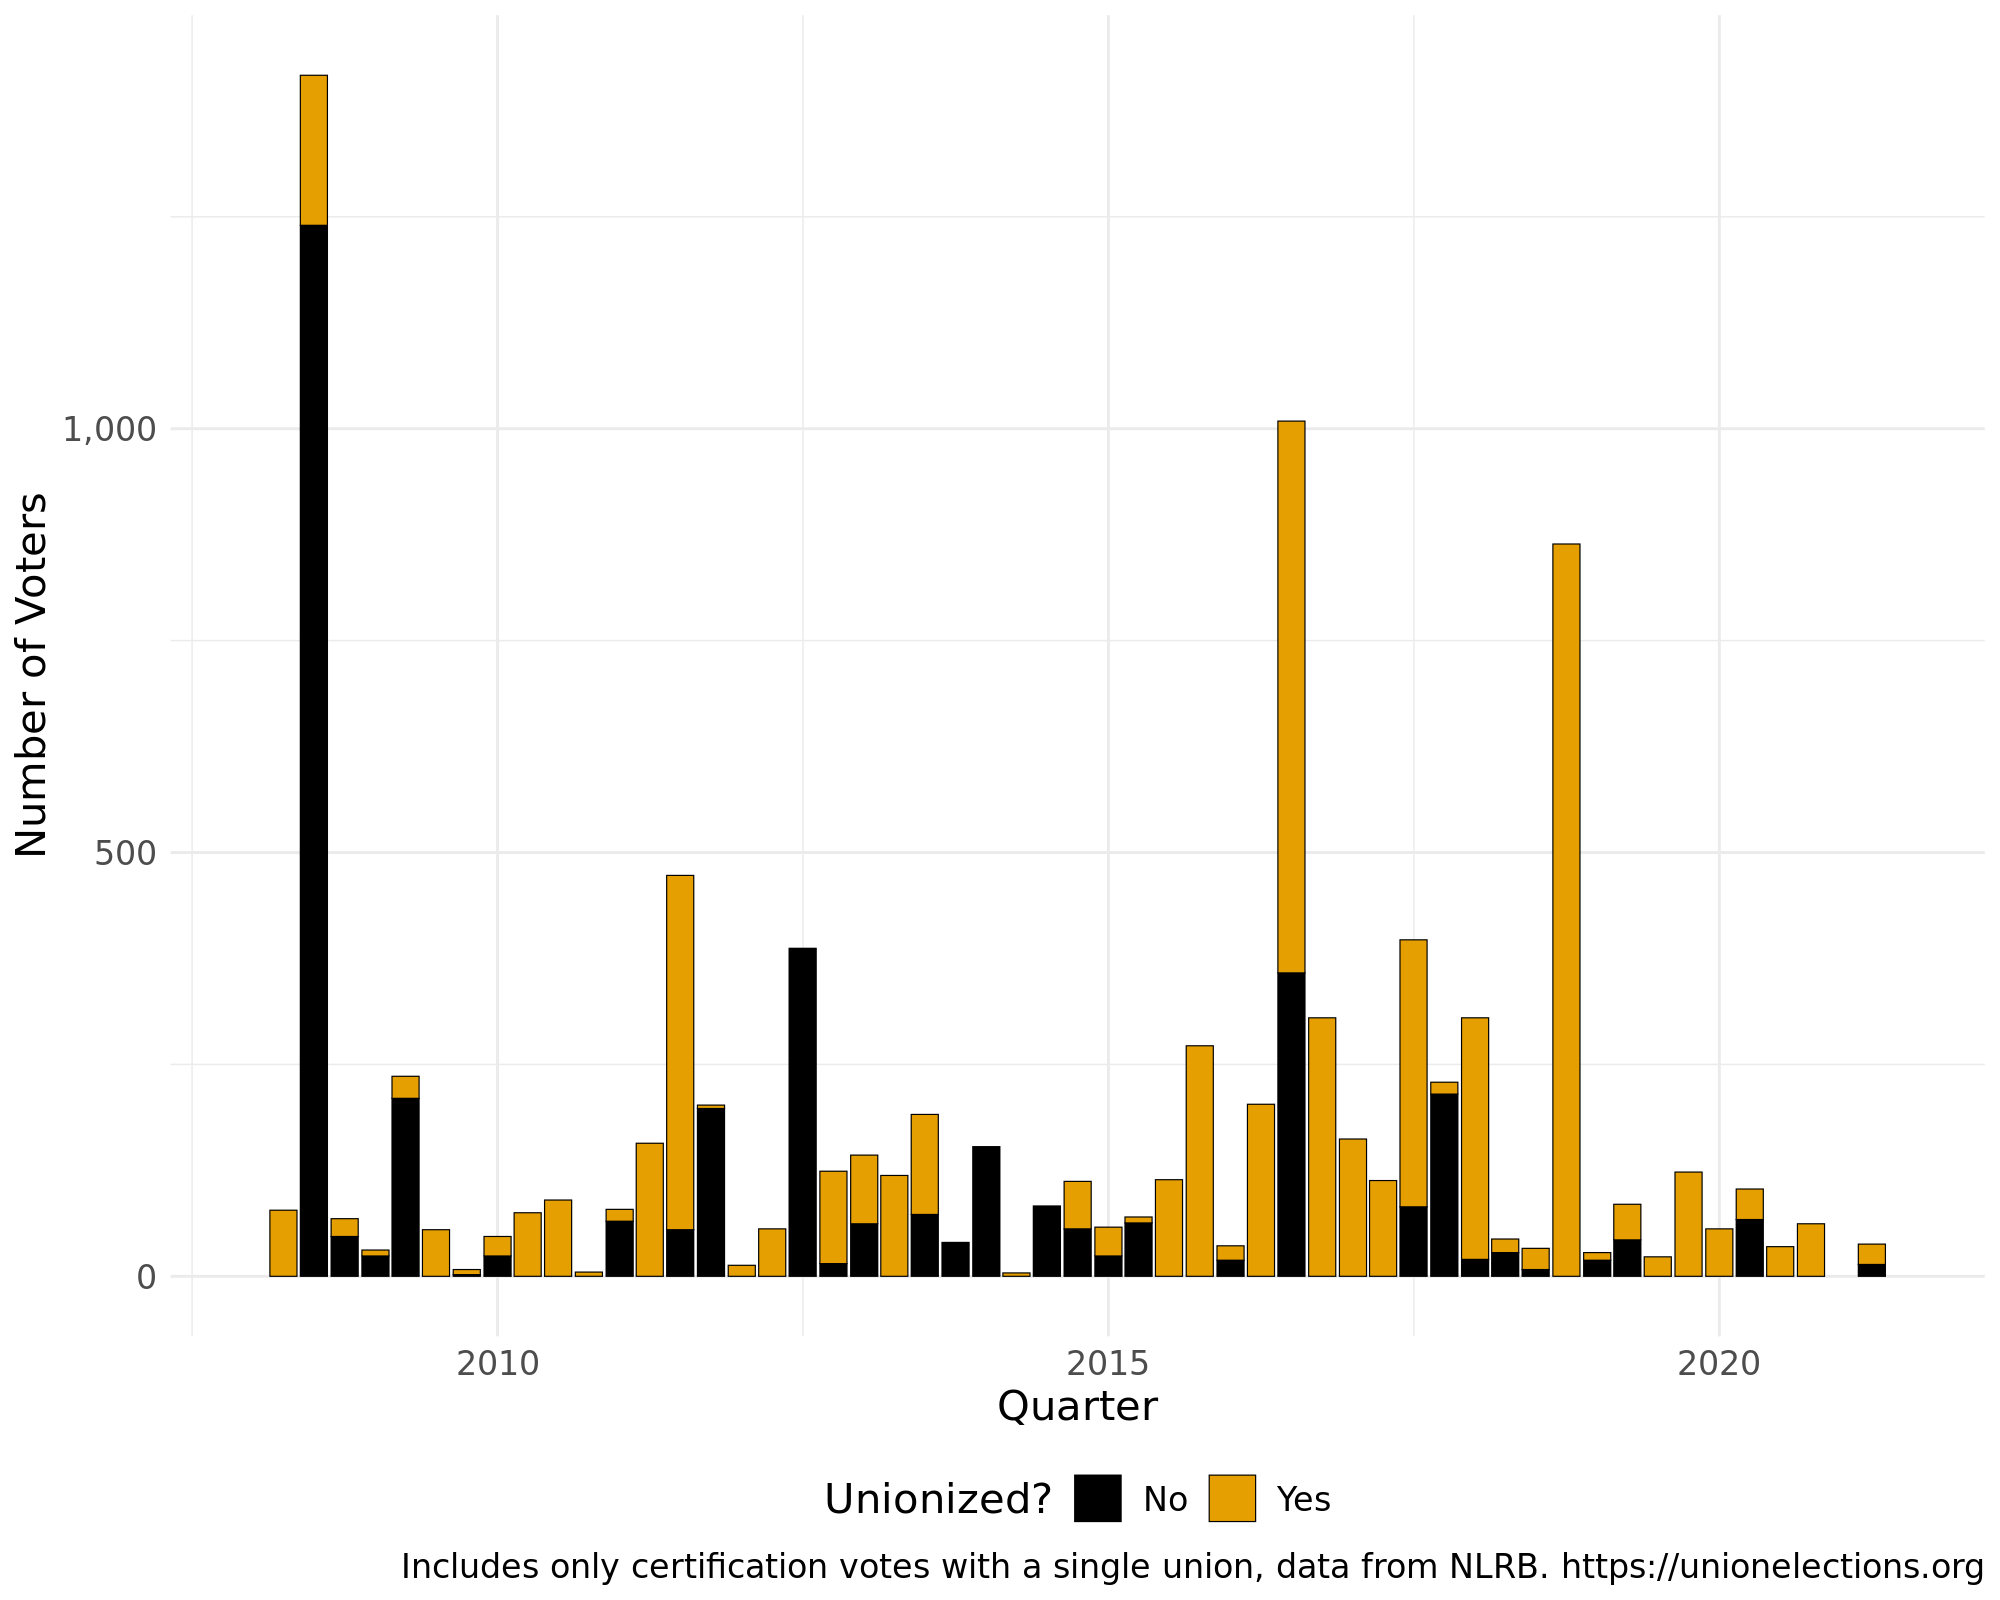 1,000
500
0
Number of Voters
2010 2015 2020
Quarter
Unionized? No Yes
Includes only certification votes with a single union, data from NLRB. https://unionelections.org